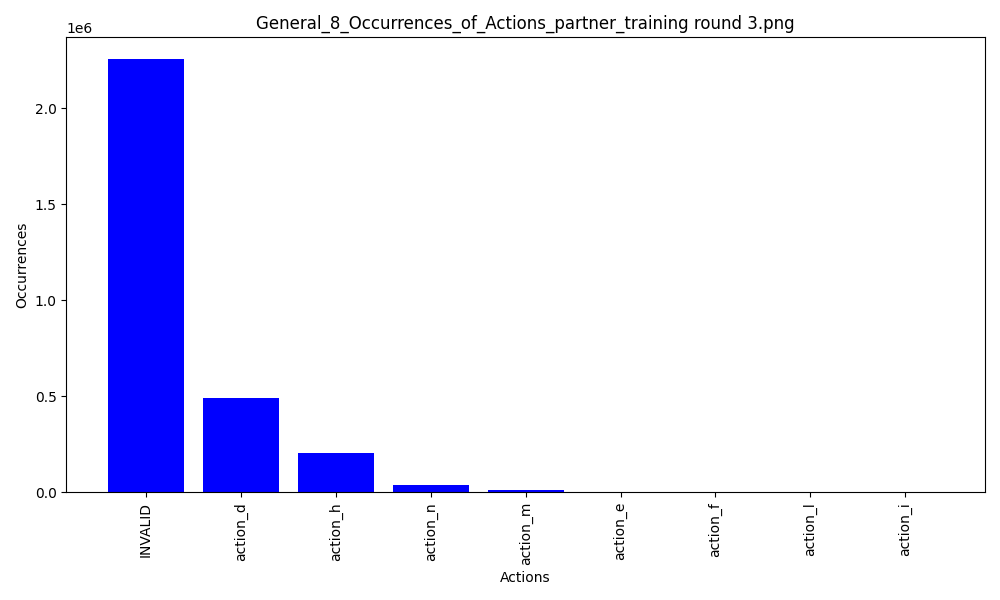 General_8_Occurrences_of_Actions_partner_training round 3.png
1e6
2.0
1.5
1.0
0.5
0.0
Occurrences
INVALID
action_d
action_h
action_n
action_m
action_e
action_f
action_l
action_i
Actions